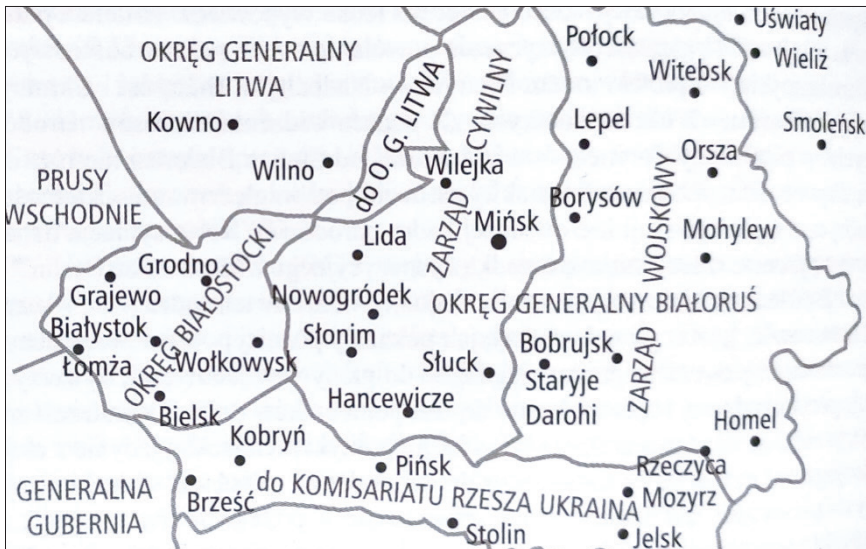 OKRĘG GENERALNY
LITWA
Kowno
Wilno
do O. G. LITWA
ZARZĄD CYWILNY
Wilejka
Połock
Lepel
Witebsk
Uświaty
Wieliż
Smoleńsk
Orsza
PRUSY
WSCHODNIE
Borysów
Mińsk
Lida
ZARZĄD WOJSKOWY
Mohylew
Grodno
Grajewo
OKRĘG BIAŁOSTOCKI
Nowogródek
OKRĘG GENERALNY BIAŁORUŚ
Białystok
Łomża
Wołkowysk
Słonim
Słuck
Bobrujsk
Staryje
Darohi
Bielsk
Hancewicze
Homel
Kobryń
Pińsk
Rzeczyca
GENERALNA
GUBERNIA
Brześć
do KOMISARIATU RZESZA UKRAINA
Mozyrz
Stolin
Jelsk